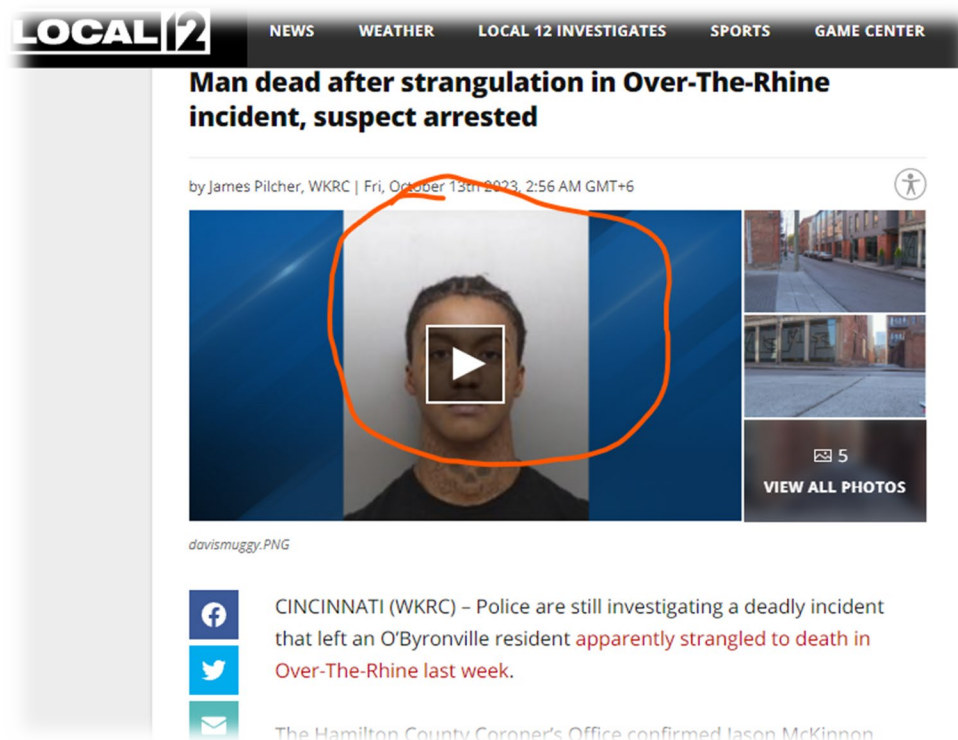 LOCAL 12
NEWS WEATHER LOCAL 12 INVESTIGATES SPORTS GAME CENTER
Man dead after strangulation in Over-The-Rhine
incident, suspect arrested
by James Pilcher, WKRC | Fri, October 13th 2023, 2:56 AM GMT+6
5
VIEW ALL PHOTOS
davismuggy.PNG
CINCINNATI (WKRC) – Police are still investigating a deadly incident
that left an O'Byronville resident apparently strangled to death in
Over-The-Rhine last week.
The Hamilton County Coroner's Office confirmed Jason McKinnon